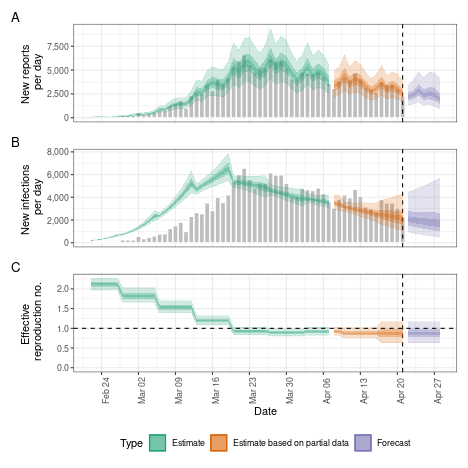 A
New reports
per day
7,500
5,000
2,500
0
B
New infections
per day
8,000
6,000
4,000
2,000
0
C
Effective
reproduction no.
2.0
1.5
1.0
0.5
0.0
Feb 24
Mar 02
Mar 09
Mar 16
Mar 23
Mar 30
Apr 06
Apr 13
Apr 20
Apr 27
Date
Type
Estimate
Estimate based on partial data
Forecast